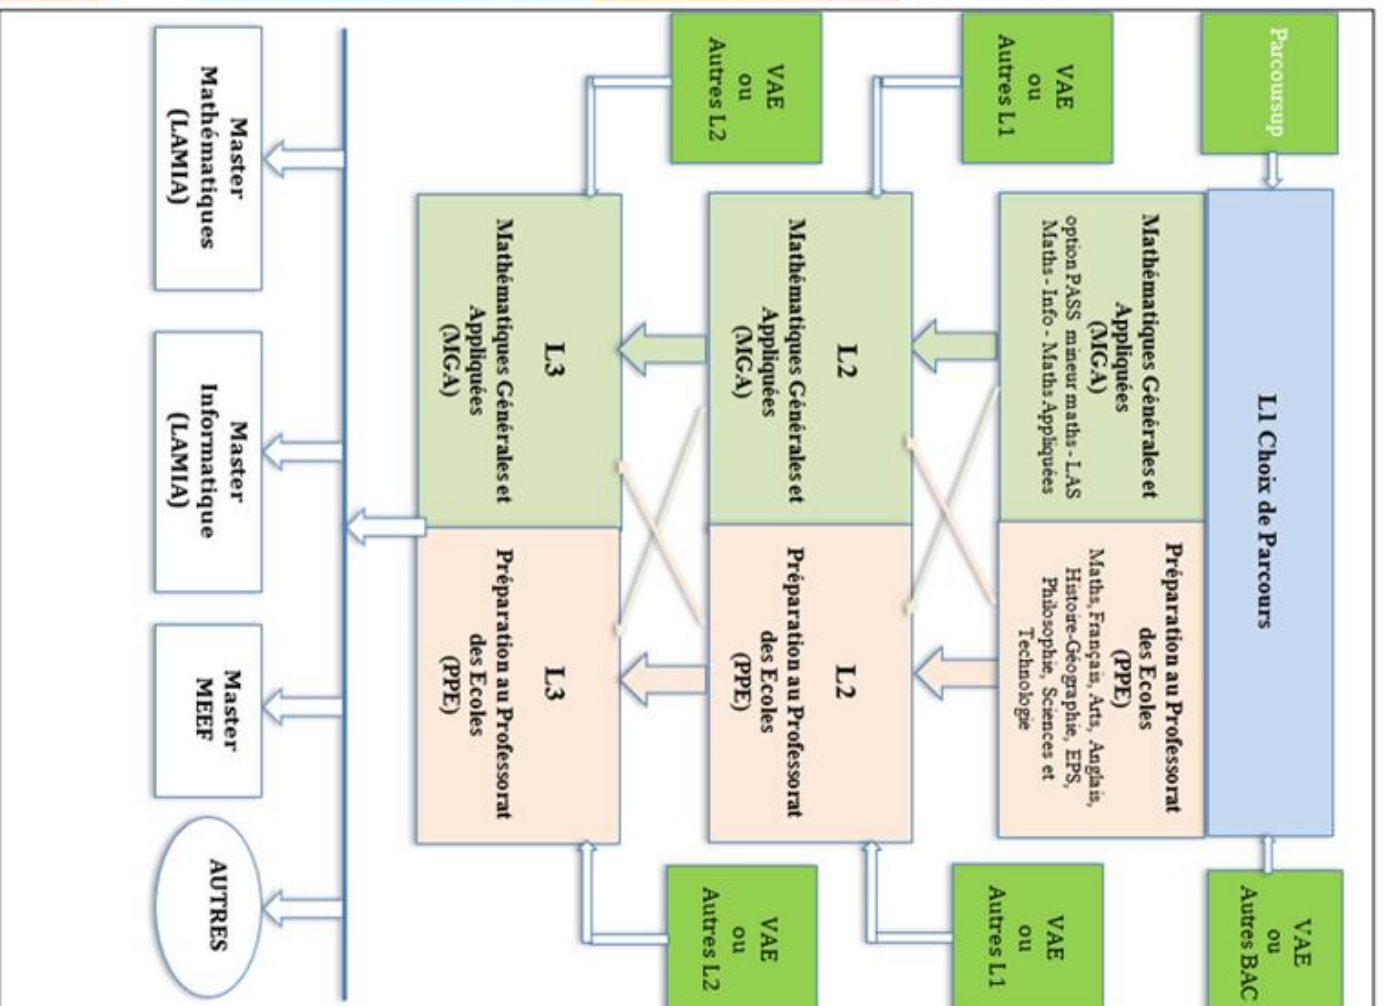 Parcoursup
L1 Choix de Parcours
VAE
ou
Autres BAC
Mathématiques Générales et
Appliquées
(MGA)
option PASS mineur maths - LAS
Maths - Info - Maths Appliquées
Préparation au Professorat
des Ecoles
(PPE)
Maths, Français, Arts, Anglais,
Histoire-Géographie, EPS,
Philosophie, Sciences et
Technologie
VAE
ou
Autres L1
L2
Mathématiques Générales et
Appliquées
(MGA)
L2
Préparation au Professorat
des Ecoles
(PPE)
VAE
ou
Autres L1
VAE
ou
Autres L2
L3
Mathématiques Générales et
Appliquées
(MGA)
L3
Préparation au Professorat
des Ecoles
(PPE)
VAE
ou
Autres L2
Master
Mathématiques
(LAMIA)
Master
Informatique
(LAMIA)
Master
MEEF
AUTRES